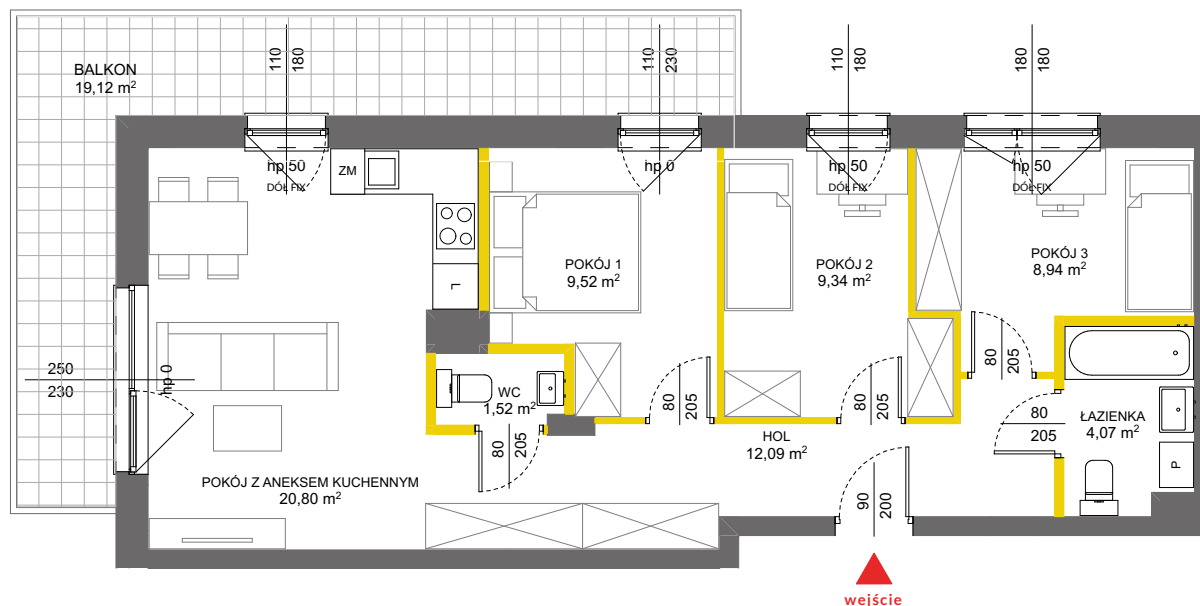 BALKON
19,12 m²
110
180
110
230
110
180
180
180
hp 50
DÓŁ FIX
ZM
hp 0
hp 50
DÓŁ FIX
hp 50
DÓŁ FIX
POKÓJ 1
9,52 m²
POKÓJ 2
9,34 m²
POKÓJ 3
8,94 m²
L
250
230
hp 0
WC
1,52 m²
80
205
80
205
80
205
80
205
80
205
ŁAZIENKA
4,07 m²
HOL
12,09 m²
P
POKÓJ Z ANEKSEM KUCHENNYM
20,80 m²
90
200
wejście